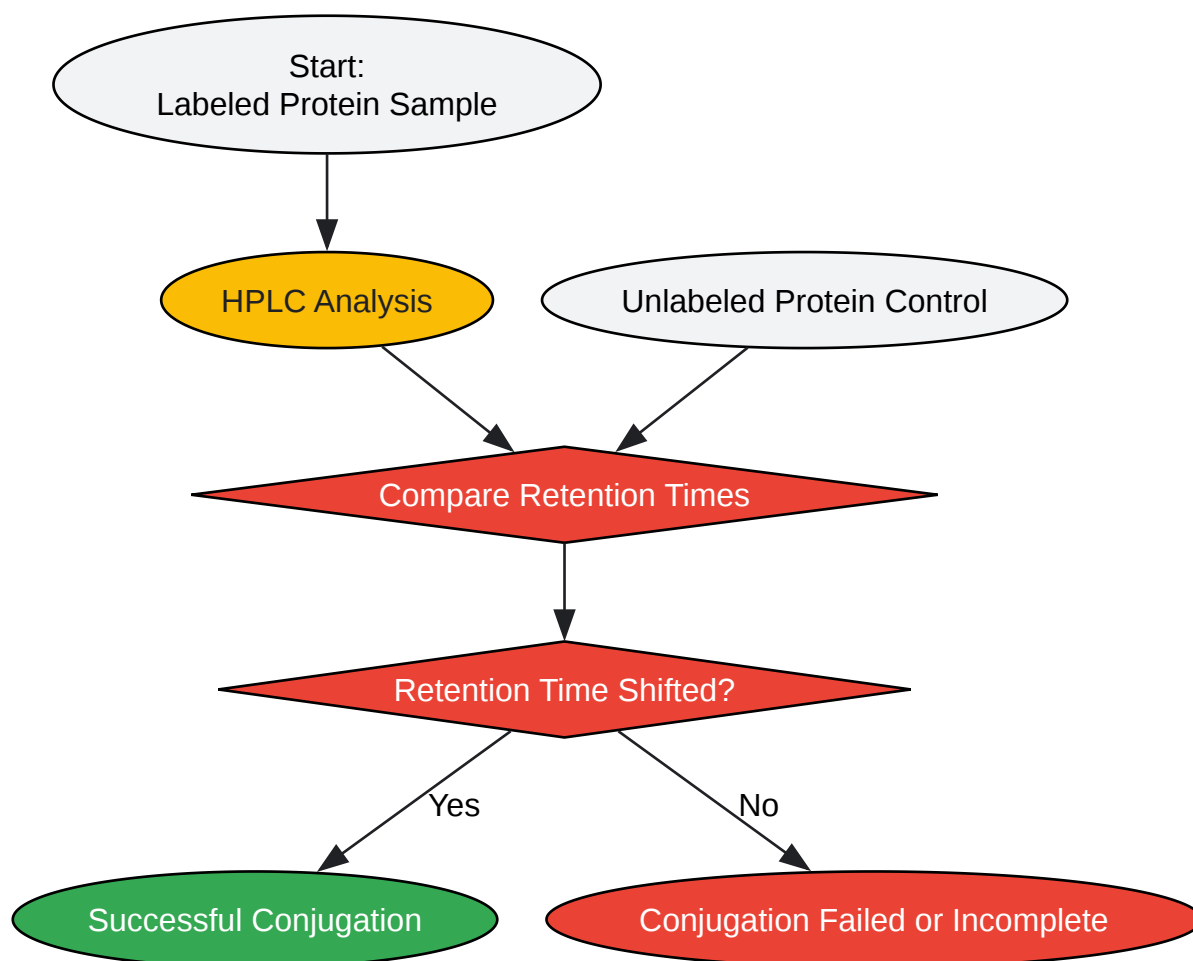 Start:
Labeled Protein Sample
HPLC Analysis
Unlabeled Protein Control
Compare Retention Times
Retention Time Shifted?
Yes
No
Successful Conjugation
Conjugation Failed or Incomplete